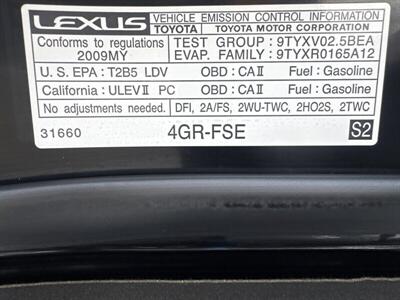 LEXUS VEHICLE EMISSION CONTROL INFORMATION
TOYOTA TOYOTA MOTOR CORPORATION
Conforms to regulations TEST GROUP : 9TYXV02.5BEA
2009MY EVAP. FAMILY : 9TYXR0165A12
U. S. EPA : T2B5 LDV OBD : CAII Fuel : Gasoline
California : ULEVII PC OBD : CAII Fuel : Gasoline
No adjustments needed. DFI, 2A/FS, 2WU-TWC, 2HO2S, 2TWC
31660 4GR-FSE S2